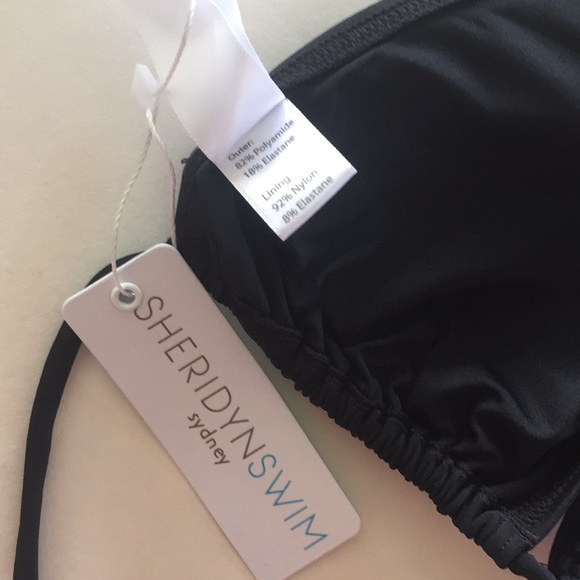 Outer:
82% Polyamide
18% Elastane
Lining
92% Nylon
8% Elastane
SHERIDYNSWIM
sydney